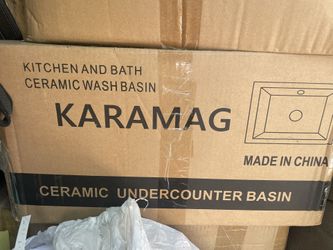 KITCHEN AND BATH
CERAMIC WASH BASIN
KARAMAG
MADE IN CHINA
CERAMIC UNDERCOUNTER BASIN